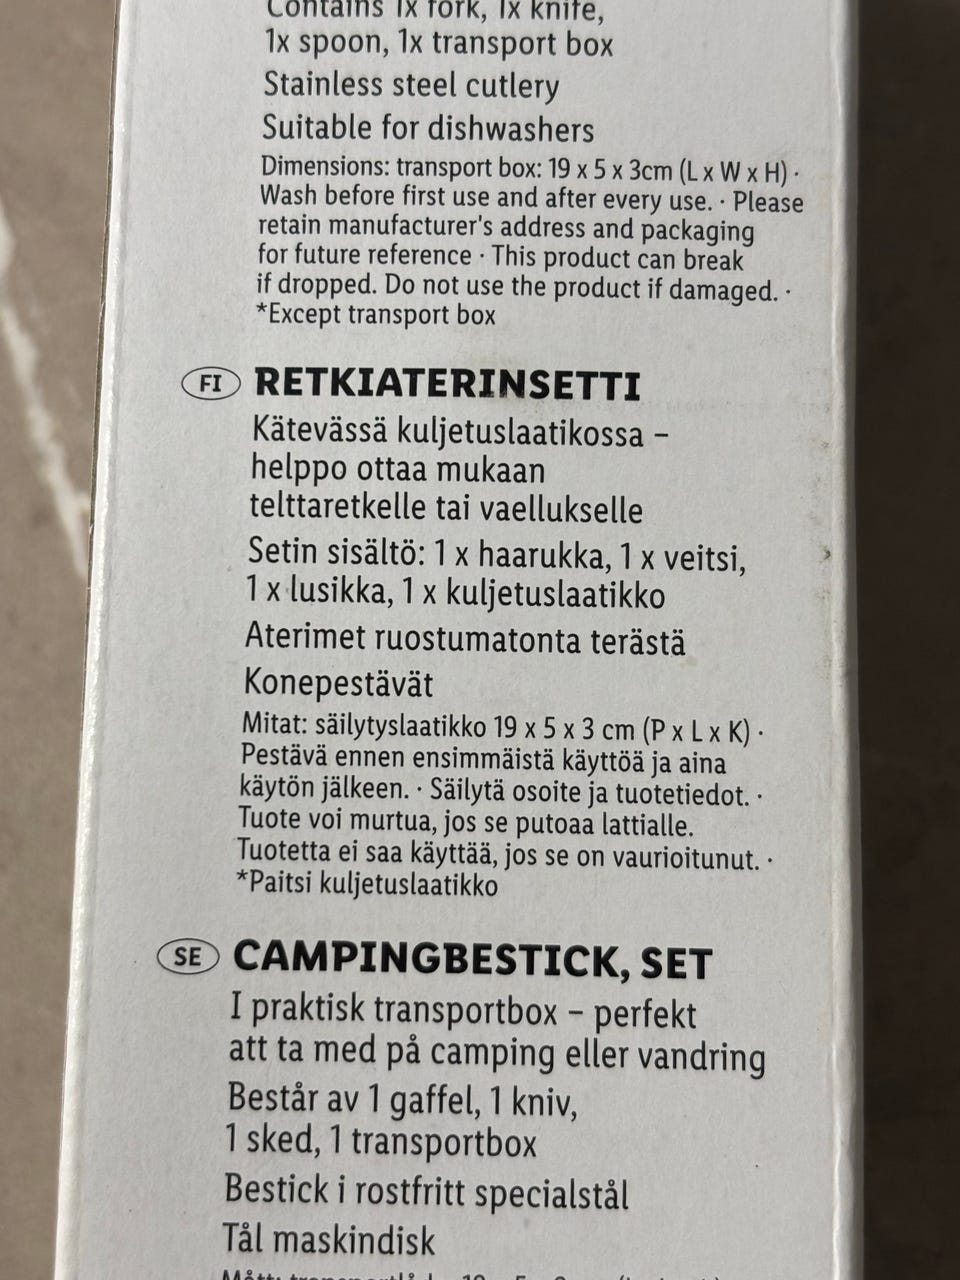 Contains 1x fork, 1x knife,
1x spoon, 1x transport box
Stainless steel cutlery
Suitable for dishwashers
Dimensions: transport box: 19 x 5 x 3cm (L x W x H) ·
Wash before first use and after every use. · Please
retain manufacturer's address and packaging
for future reference · This product can break
if dropped. Do not use the product if damaged. ·
*Except transport box
FI RETKIATERINSETTI
Kätevässä kuljetuslaatikossa –
helppo ottaa mukaan
telttaretkelle tai vaellukselle
Setin sisältö: 1 x haarukka, 1 x veitsi,
1 x lusikka, 1 x kuljetuslaatikko
Aterimet ruostumatonta terästä
Konepestävät
Mitat: säilytyslaatikko 19 x 5 x 3 cm (P x L x K) ·
Pestävä ennen ensimmäistä käyttöä ja aina
käytön jälkeen. · Säilytä osoite ja tuotetiedot. ·
Tuote voi murtua, jos se putoaa lattialle.
Tuotetta ei saa käyttää, jos se on vaurioitunut. ·
*Paitsi kuljetuslaatikko
SE CAMPINGBESTICK, SET
I praktisk transportbox – perfekt
att ta med på camping eller vandring
Består av 1 gaffel, 1 kniv,
1 sked, 1 transportbox
Bestick i rostfritt specialstål
Tål maskindisk